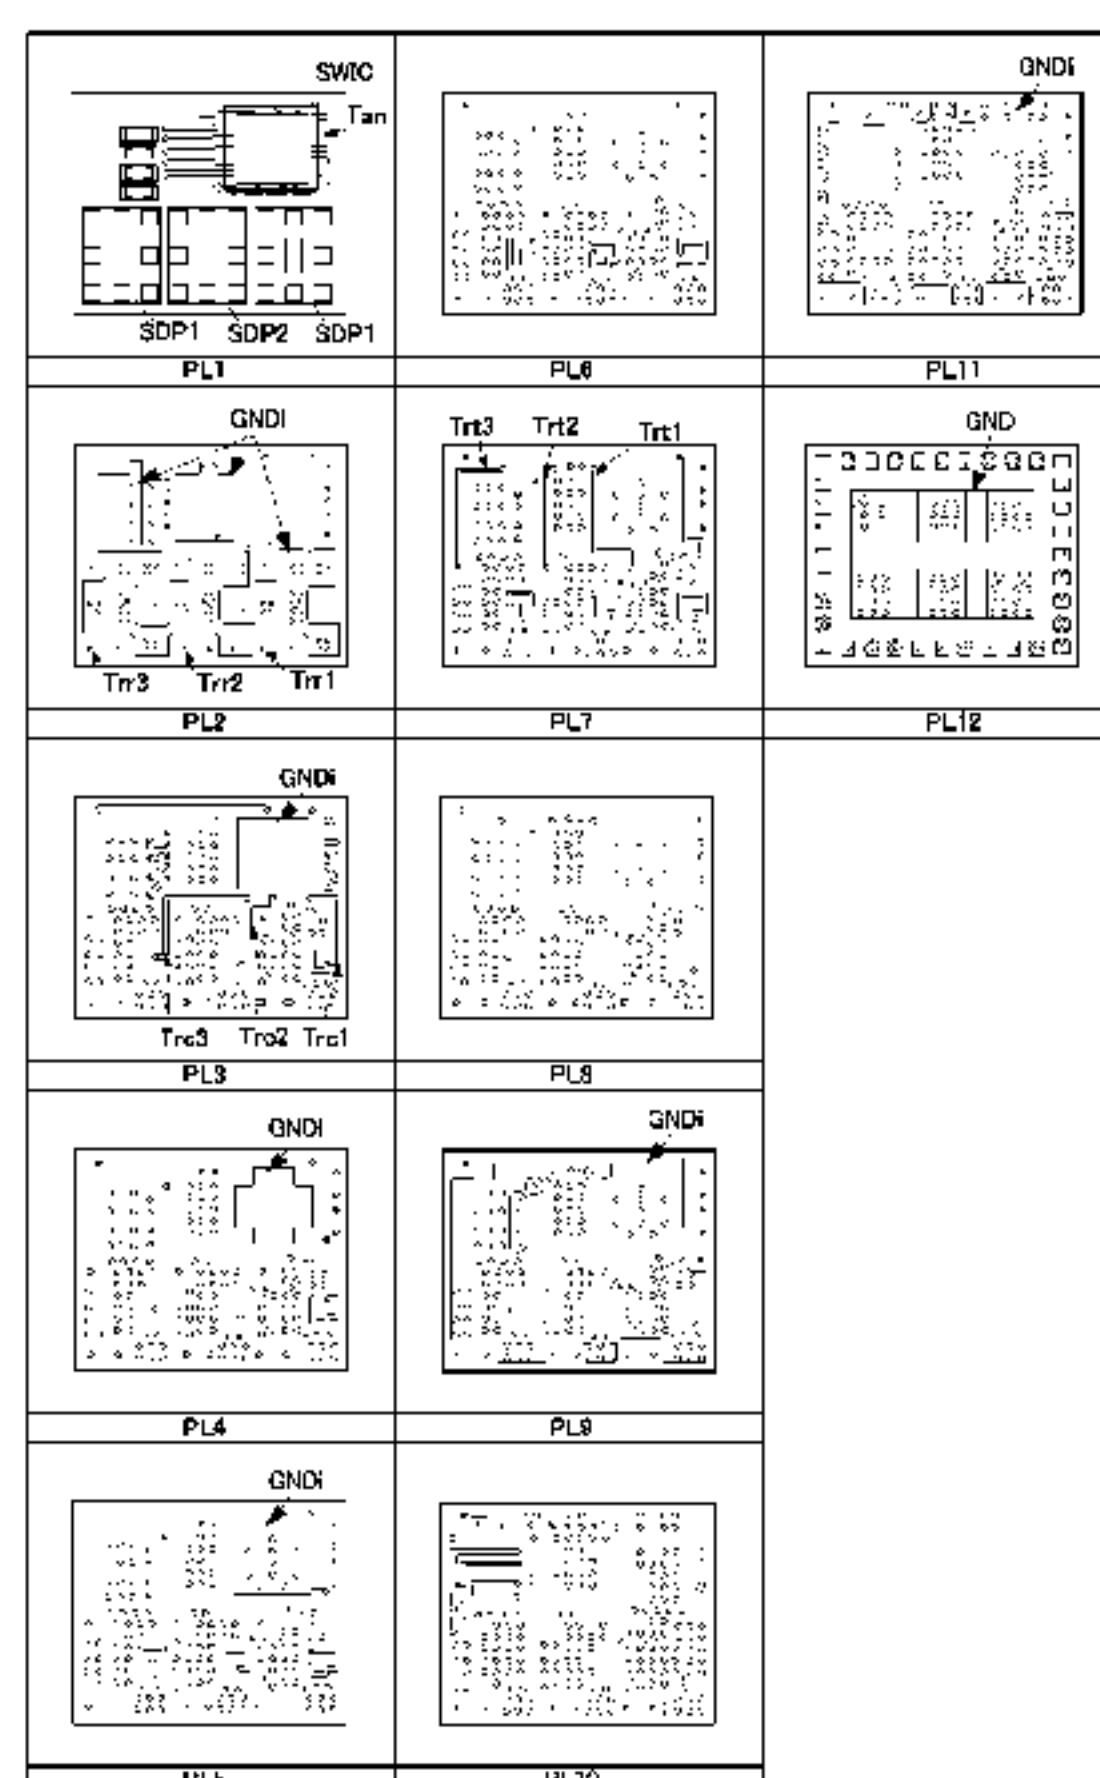 SWIC
Tan
SDP1 SDP2 SDP1
PL1
PL6
GNDi
PL11
GNDi
Trr3 Trr2 Trr1
PL2
Trt3 Trt2 Trt1
PL7
GND
PL12
GNDi
Trc3 Trc2 Trc1
PL3
PL8
GNDi
PL4
GNDi
PL9
GNDi